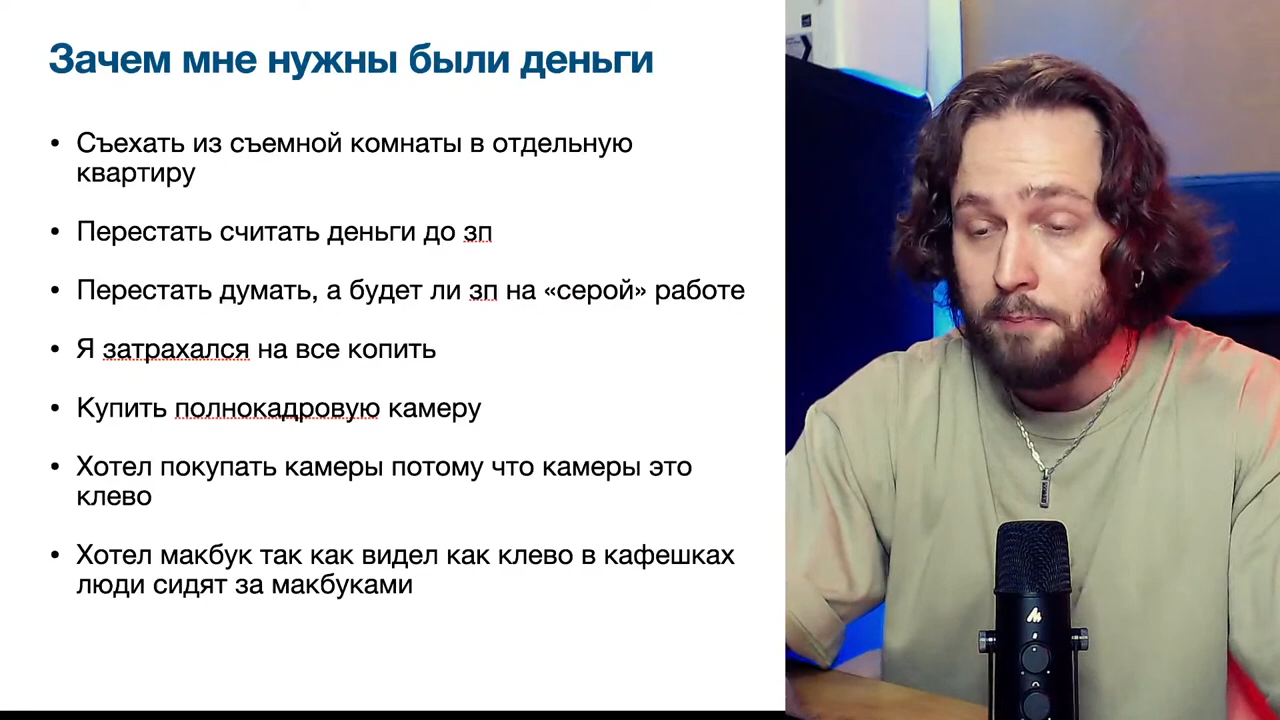 Зачем мне нужны были деньги
• Съехать из съемной комнаты в отдельную
квартиру
• Перестать считать деньги до зп
• Перестать думать, а будет ли зп на «серой» работе
• Я затрахался на все копить
• Купить полнокадровую камеру
• Хотел покупать камеры потому что камеры это
клево
• Хотел макбук так как видел как клево в кафешках
люди сидят за макбуками